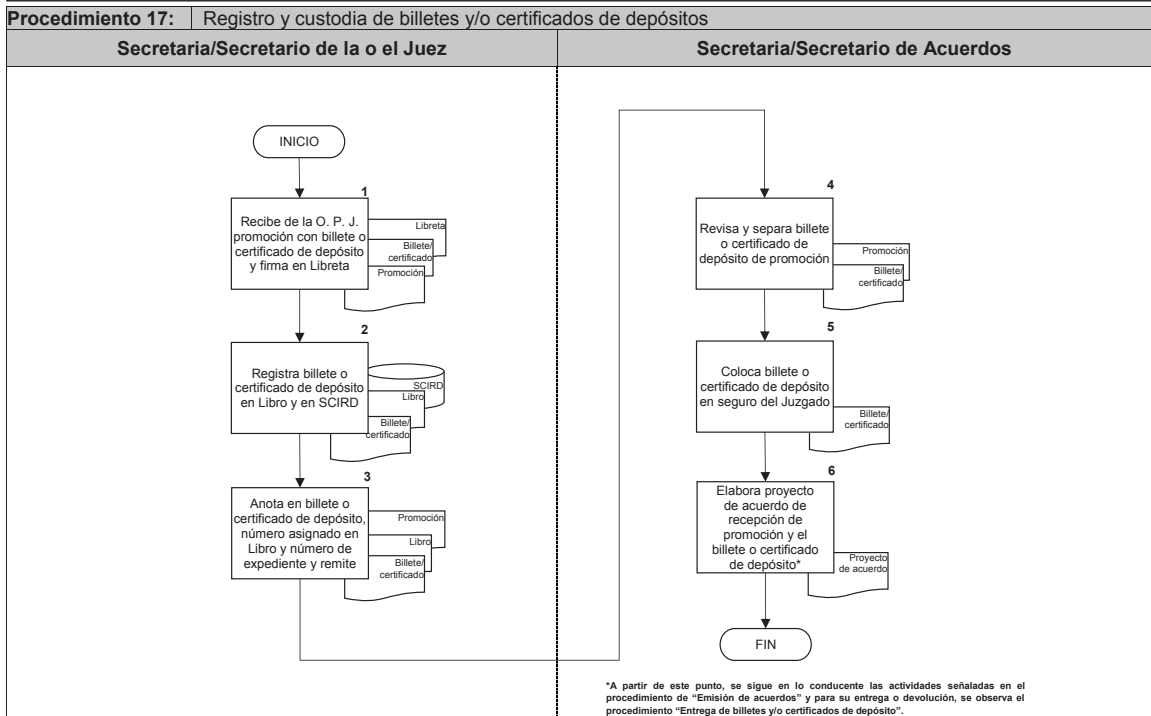 Procedimiento 17: Registro y custodia de billetes y/o certificados de depósitos
Secretaria/Secretario de la o el Juez
Secretaria/Secretario de Acuerdos
INICIO
1
Recibe de la O. P. J.
promoción con billete o
certificado de depósito
y firma en Libreta
Libreta
Billete/
certificado
Promoción
2
Registra billete o
certificado de depósito
en Libro y en SCIRD
SCIRD
Libro
Billete/
certificado
3
Anota en billete o
certificado de depósito,
número asignado en
Libro y número de
expediente y remite
Promoción
Libro
Billete/
certificado
4
Revisa y separa billete
o certificado de
depósito de promoción
Promoción
Billete/
certificado
5
Coloca billete o
certificado de depósito
en seguro del Juzgado
Billete/
certificado
6
Elabora proyecto
de acuerdo de
recepción de
promoción y el
billete o certificado
de depósito*
Proyecto
de acuerdo
FIN
*A partir de este punto, se sigue en lo conducente las actividades señaladas en el
procedimiento de “Emisión de acuerdos” y para su entrega o devolución, se observa el
procedimiento “Entrega de billetes y/o certificados de depósito”.